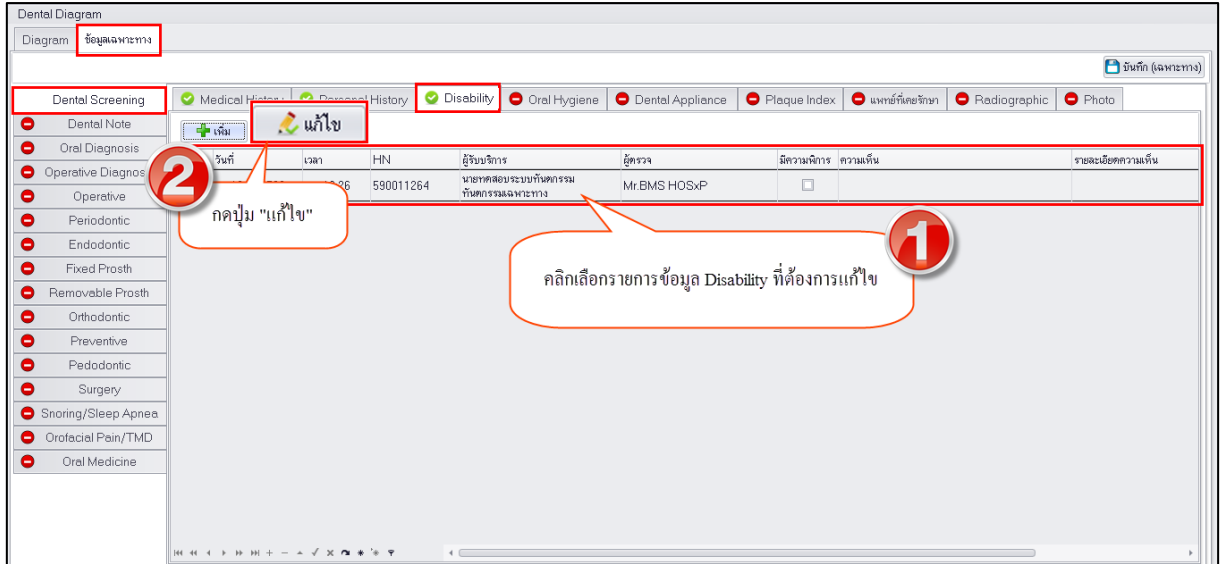 Dental Diagram
Diagram ข้อมูลเฉพาะทาง
บันทึก (เฉพาะทาง)
Dental Screening
Medical History Personal History Disability Oral Hygiene Dental Appliance Plaque Index แพทย์ที่เคยรักษา Radiographic Photo
Dental Note
เพิ่ม แก้ไข
Oral Diagnosis
วันที่ เวลา HN ผู้รับบริการ ผู้ตรวจ มีความพิการ ความเห็น รายละเอียดความเห็น
590011264 นายทดสอบระบบทันตกรรม
ทันตกรรมเฉพาะทาง
Mr.BMS HOSxP
2
กดปุ่ม "แก้ไข"
1
คลิกเลือกรายการข้อมูล Disability ที่ต้องการแก้ไข
Operative
Periodontic
Endodontic
Fixed Prosth
Removable Prosth
Orthodontic
Preventive
Pedodontic
Surgery
Snoring/Sleep Apnea
Orofacial Pain/TMD
Oral Medicine